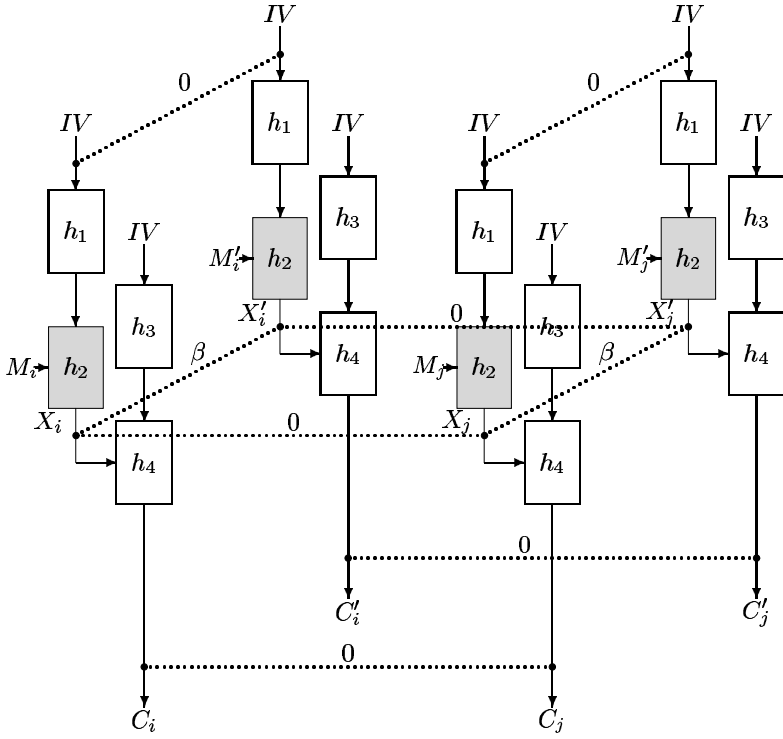 IV IV
0 0
h₁ h₁
IV IV IV IV
h₃ h₃
h₁ h₁
IV IV
M′ᵢ h₂ M′ⱼ h₂
X′ᵢ 0 X′ⱼ
h₃ h₃
β h₄ β h₄
Mᵢ h₂ Mⱼ h₂
Xᵢ 0 Xⱼ
h₄ h₄
0
C′ᵢ C′ⱼ
0
Cᵢ Cⱼ